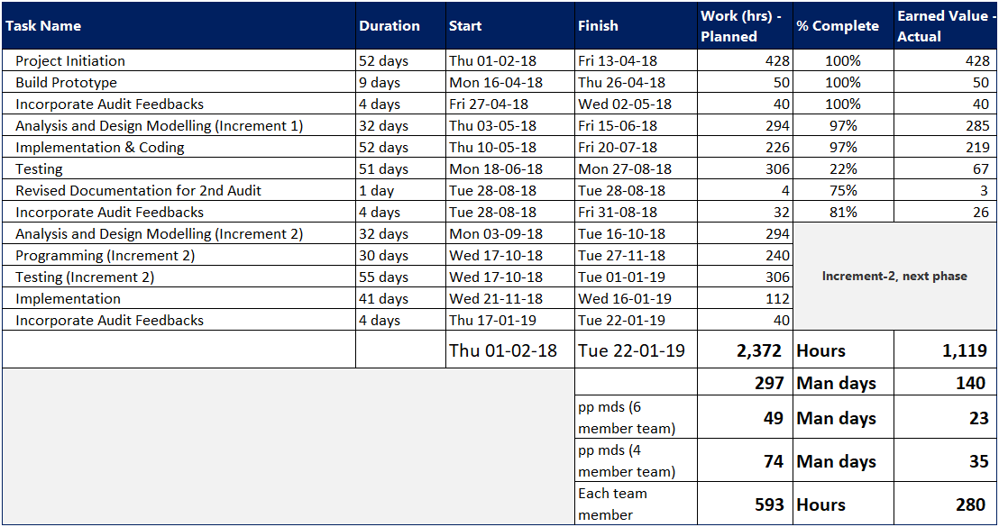 Task Name Duration Start Finish Work (hrs) - Planned % Complete Earned Value - Actual
Project Initiation 52 days Thu 01-02-18 Fri 13-04-18 428 100% 428
Build Prototype 9 days Mon 16-04-18 Thu 26-04-18 50 100% 50
Incorporate Audit Feedbacks 4 days Fri 27-04-18 Wed 02-05-18 40 100% 40
Analysis and Design Modelling (Increment 1) 32 days Thu 03-05-18 Fri 15-06-18 294 97% 285
Implementation & Coding 52 days Thu 10-05-18 Fri 20-07-18 226 97% 219
Testing 51 days Mon 18-06-18 Mon 27-08-18 306 22% 67
Revised Documentation for 2nd Audit 1 day Tue 28-08-18 Tue 28-08-18 4 75% 3
Incorporate Audit Feedbacks 4 days Tue 28-08-18 Fri 31-08-18 32 81% 26
Analysis and Design Modelling (Increment 2) 32 days Mon 03-09-18 Tue 16-10-18 294
Programming (Increment 2) 30 days Wed 17-10-18 Tue 27-11-18 240
Testing (Increment 2) 55 days Wed 17-10-18 Tue 01-01-19 306 Increment-2, next phase
Implementation 41 days Wed 21-11-18 Wed 16-01-19 112
Incorporate Audit Feedbacks 4 days Thu 17-01-19 Tue 22-01-19 40
Thu 01-02-18 Tue 22-01-19 2,372 Hours 1,119
297 Man days 140
pp mds (6 member team) 49 Man days 23
pp mds (4 member team) 74 Man days 35
Each team member 593 Hours 280